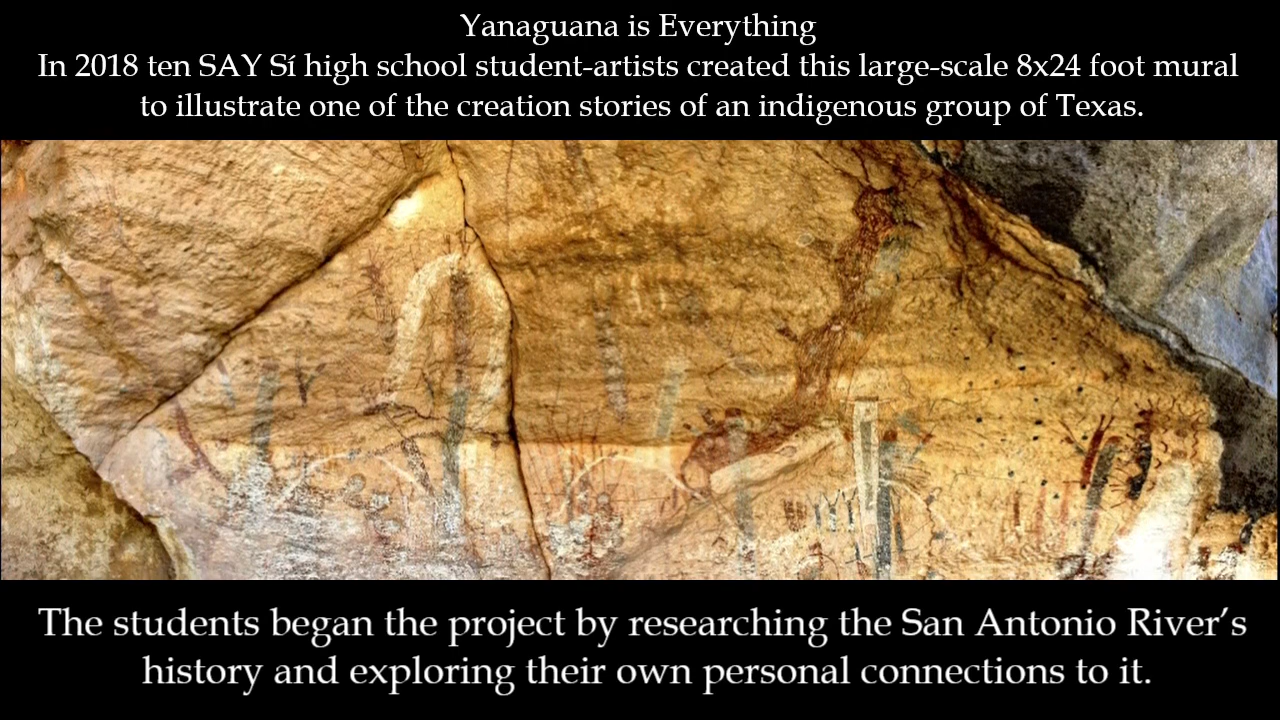 Yanaguana is Everything
In 2018 ten SAY Sí high school student-artists created this large-scale 8x24 foot mural
to illustrate one of the creation stories of an indigenous group of Texas.
The students began the project by researching the San Antonio River’s
history and exploring their own personal connections to it.